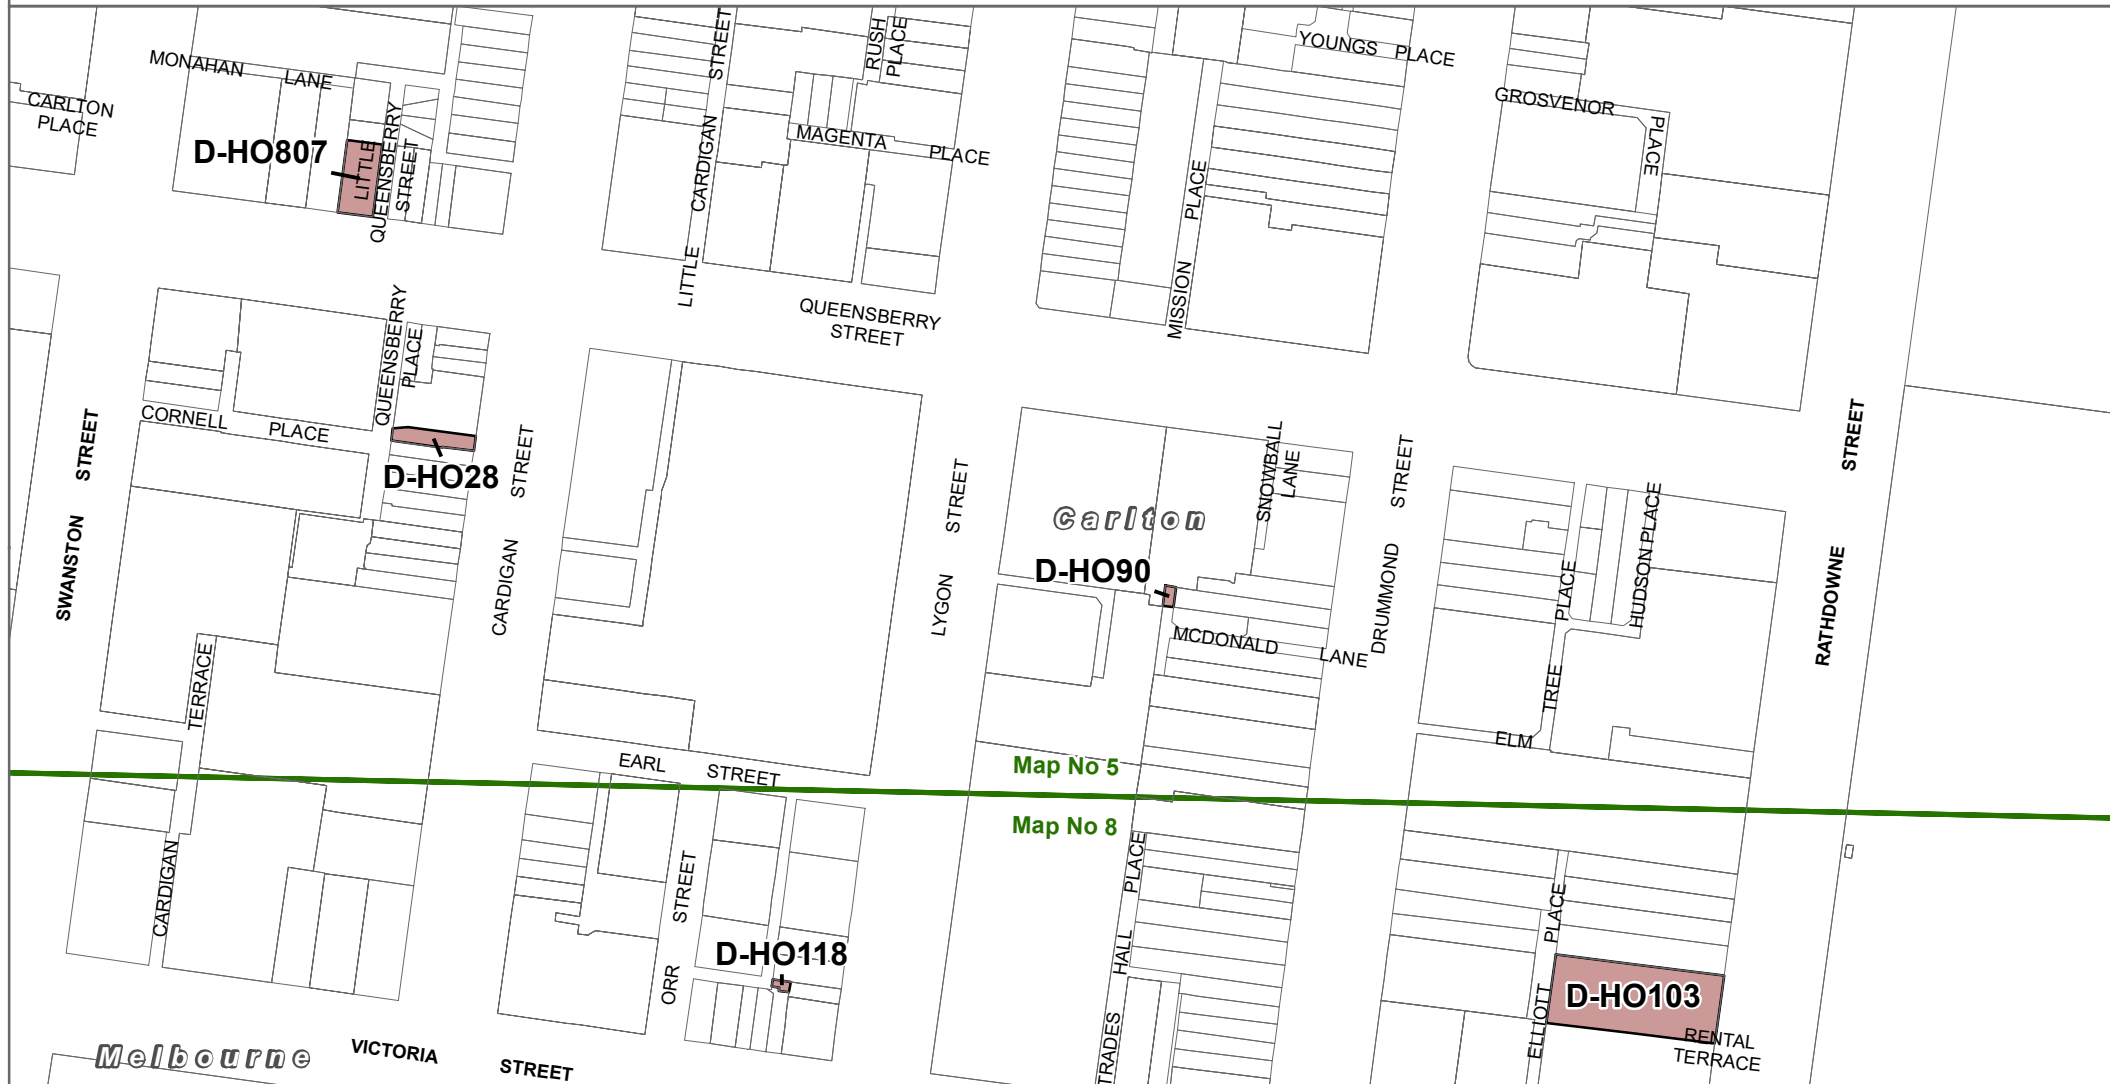 MONAHAN LANE
CARLTON
PLACE
D-HO807
LITTLE
QUEENSBERRY
STREET
LITTLE CARDIGAN STREET
RUSH
PLACE
MAGENTA PLACE
YOUNGS PLACE
GROSVENOR PLACE
MISSION PLACE
QUEENSBERRY
STREET
QUEENSBERRY
PLACE
CORNELL PLACE
D-HO28
SWANSTON STREET
CARDIGAN STREET
LYGON STREET
Carlton
SNOWBALL
LANE
D-HO90
MCDONALD LANE
DRUMMOND STREET
HUDSON PLACE
ELM TREE PLACE
RATHDOWNE STREET
CARDIGAN TERRACE
EARL STREET
Map No 5
Map No 8
ORR STREET
D-HO118
TRADES HALL PLACE
ELLIOTT PLACE
D-HO103
RENTAL
TERRACE
Melbourne
VICTORIA STREET